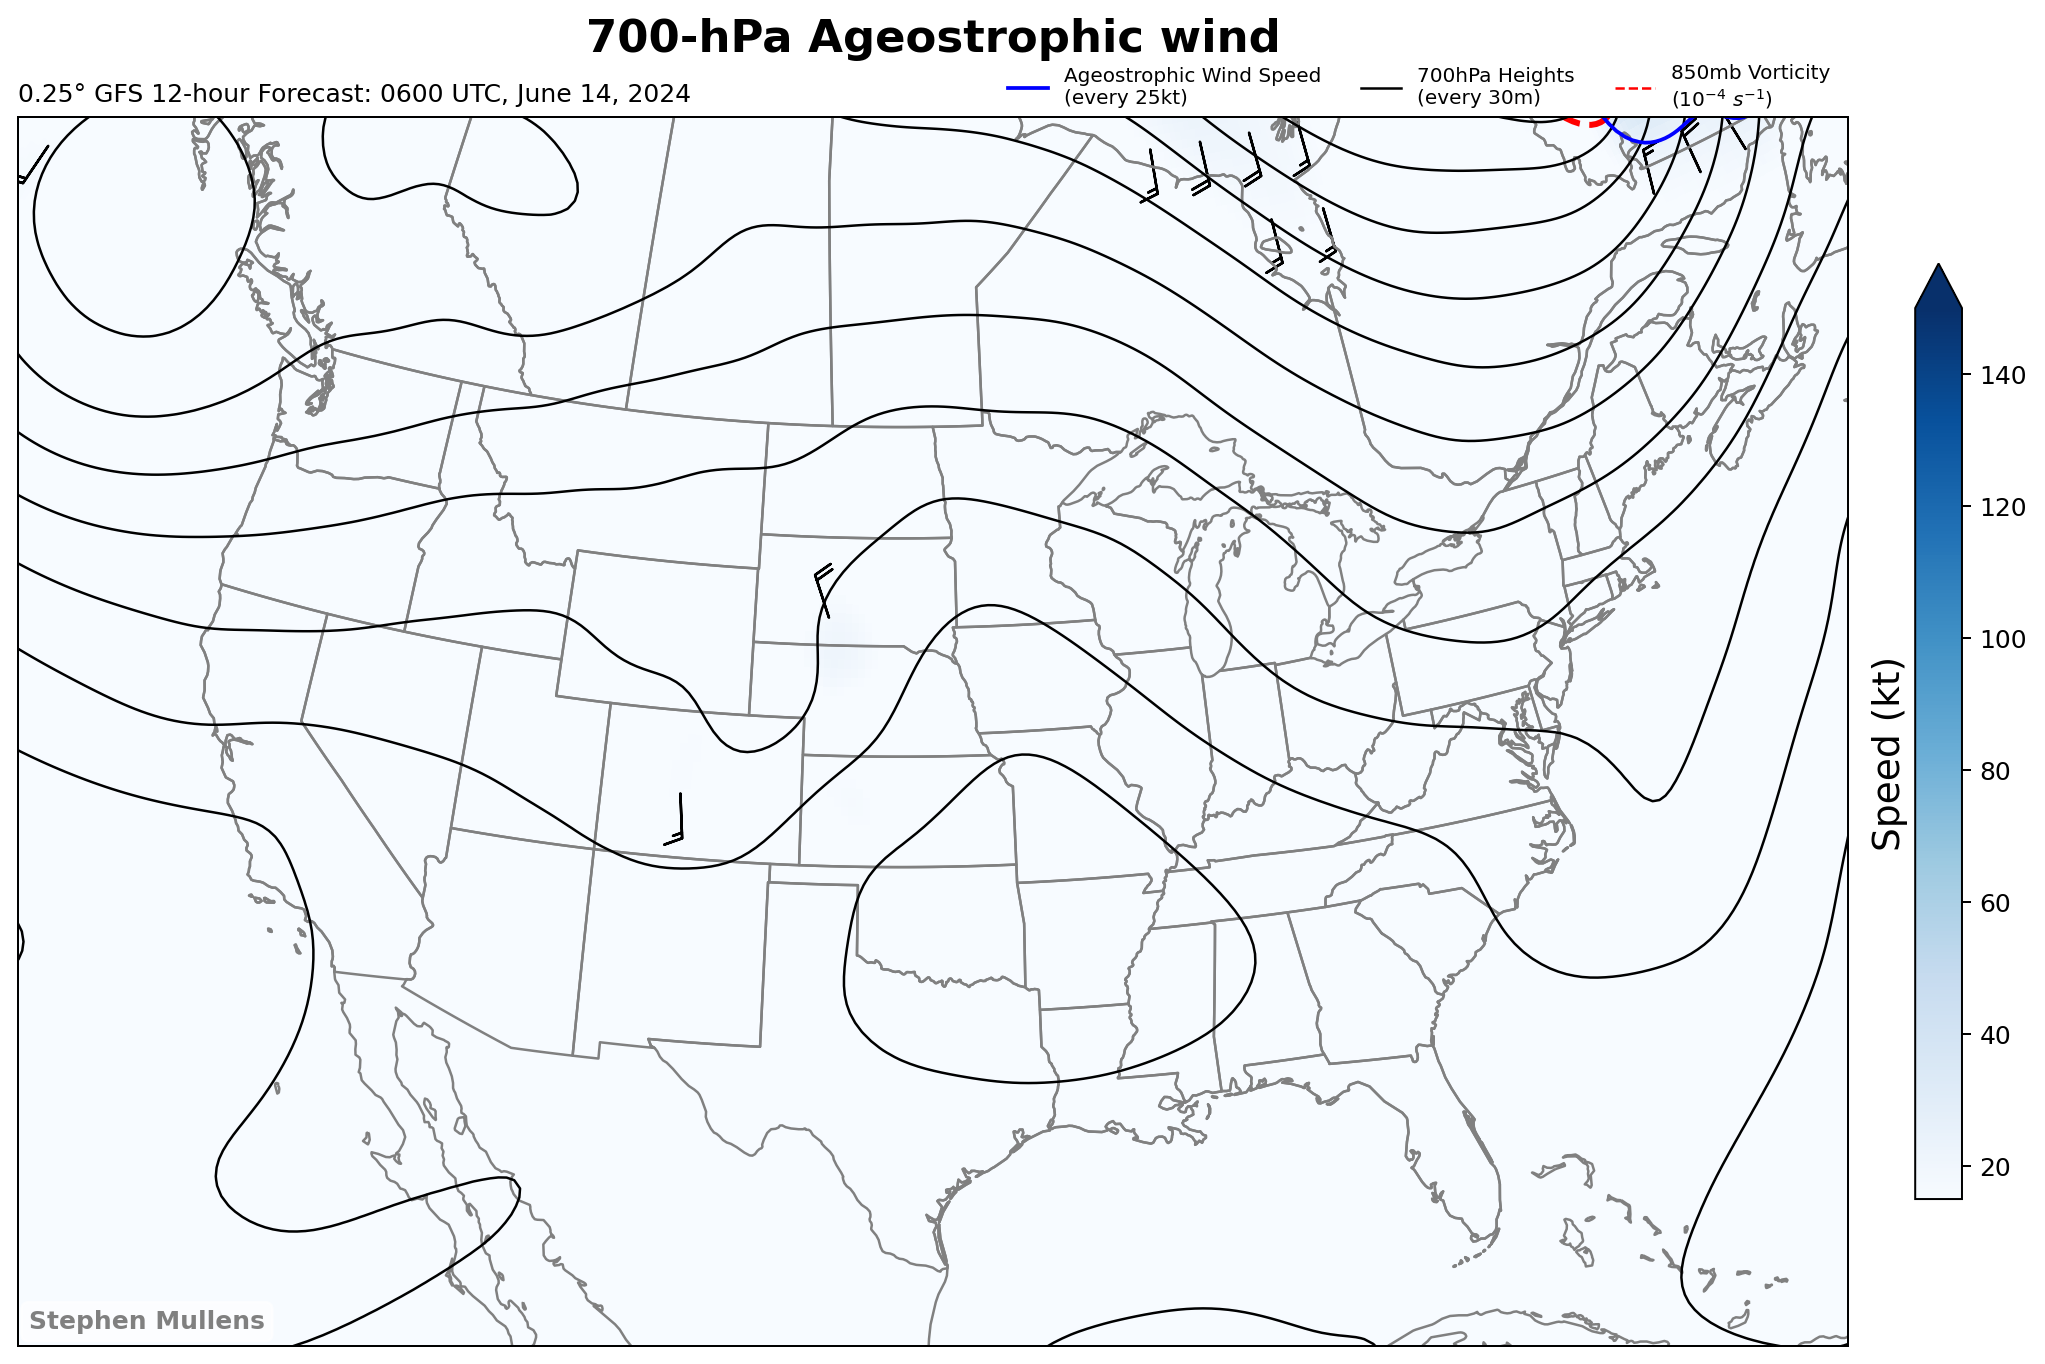 700-hPa Ageostrophic wind
0.25° GFS 12-hour Forecast: 0600 UTC, June 14, 2024
Ageostrophic Wind Speed
(every 25kt)
700hPa Heights
(every 30m)
850mb Vorticity
(10⁻⁴ s⁻¹)
140
120
100
80
60
40
20
Speed (kt)
Stephen Mullens